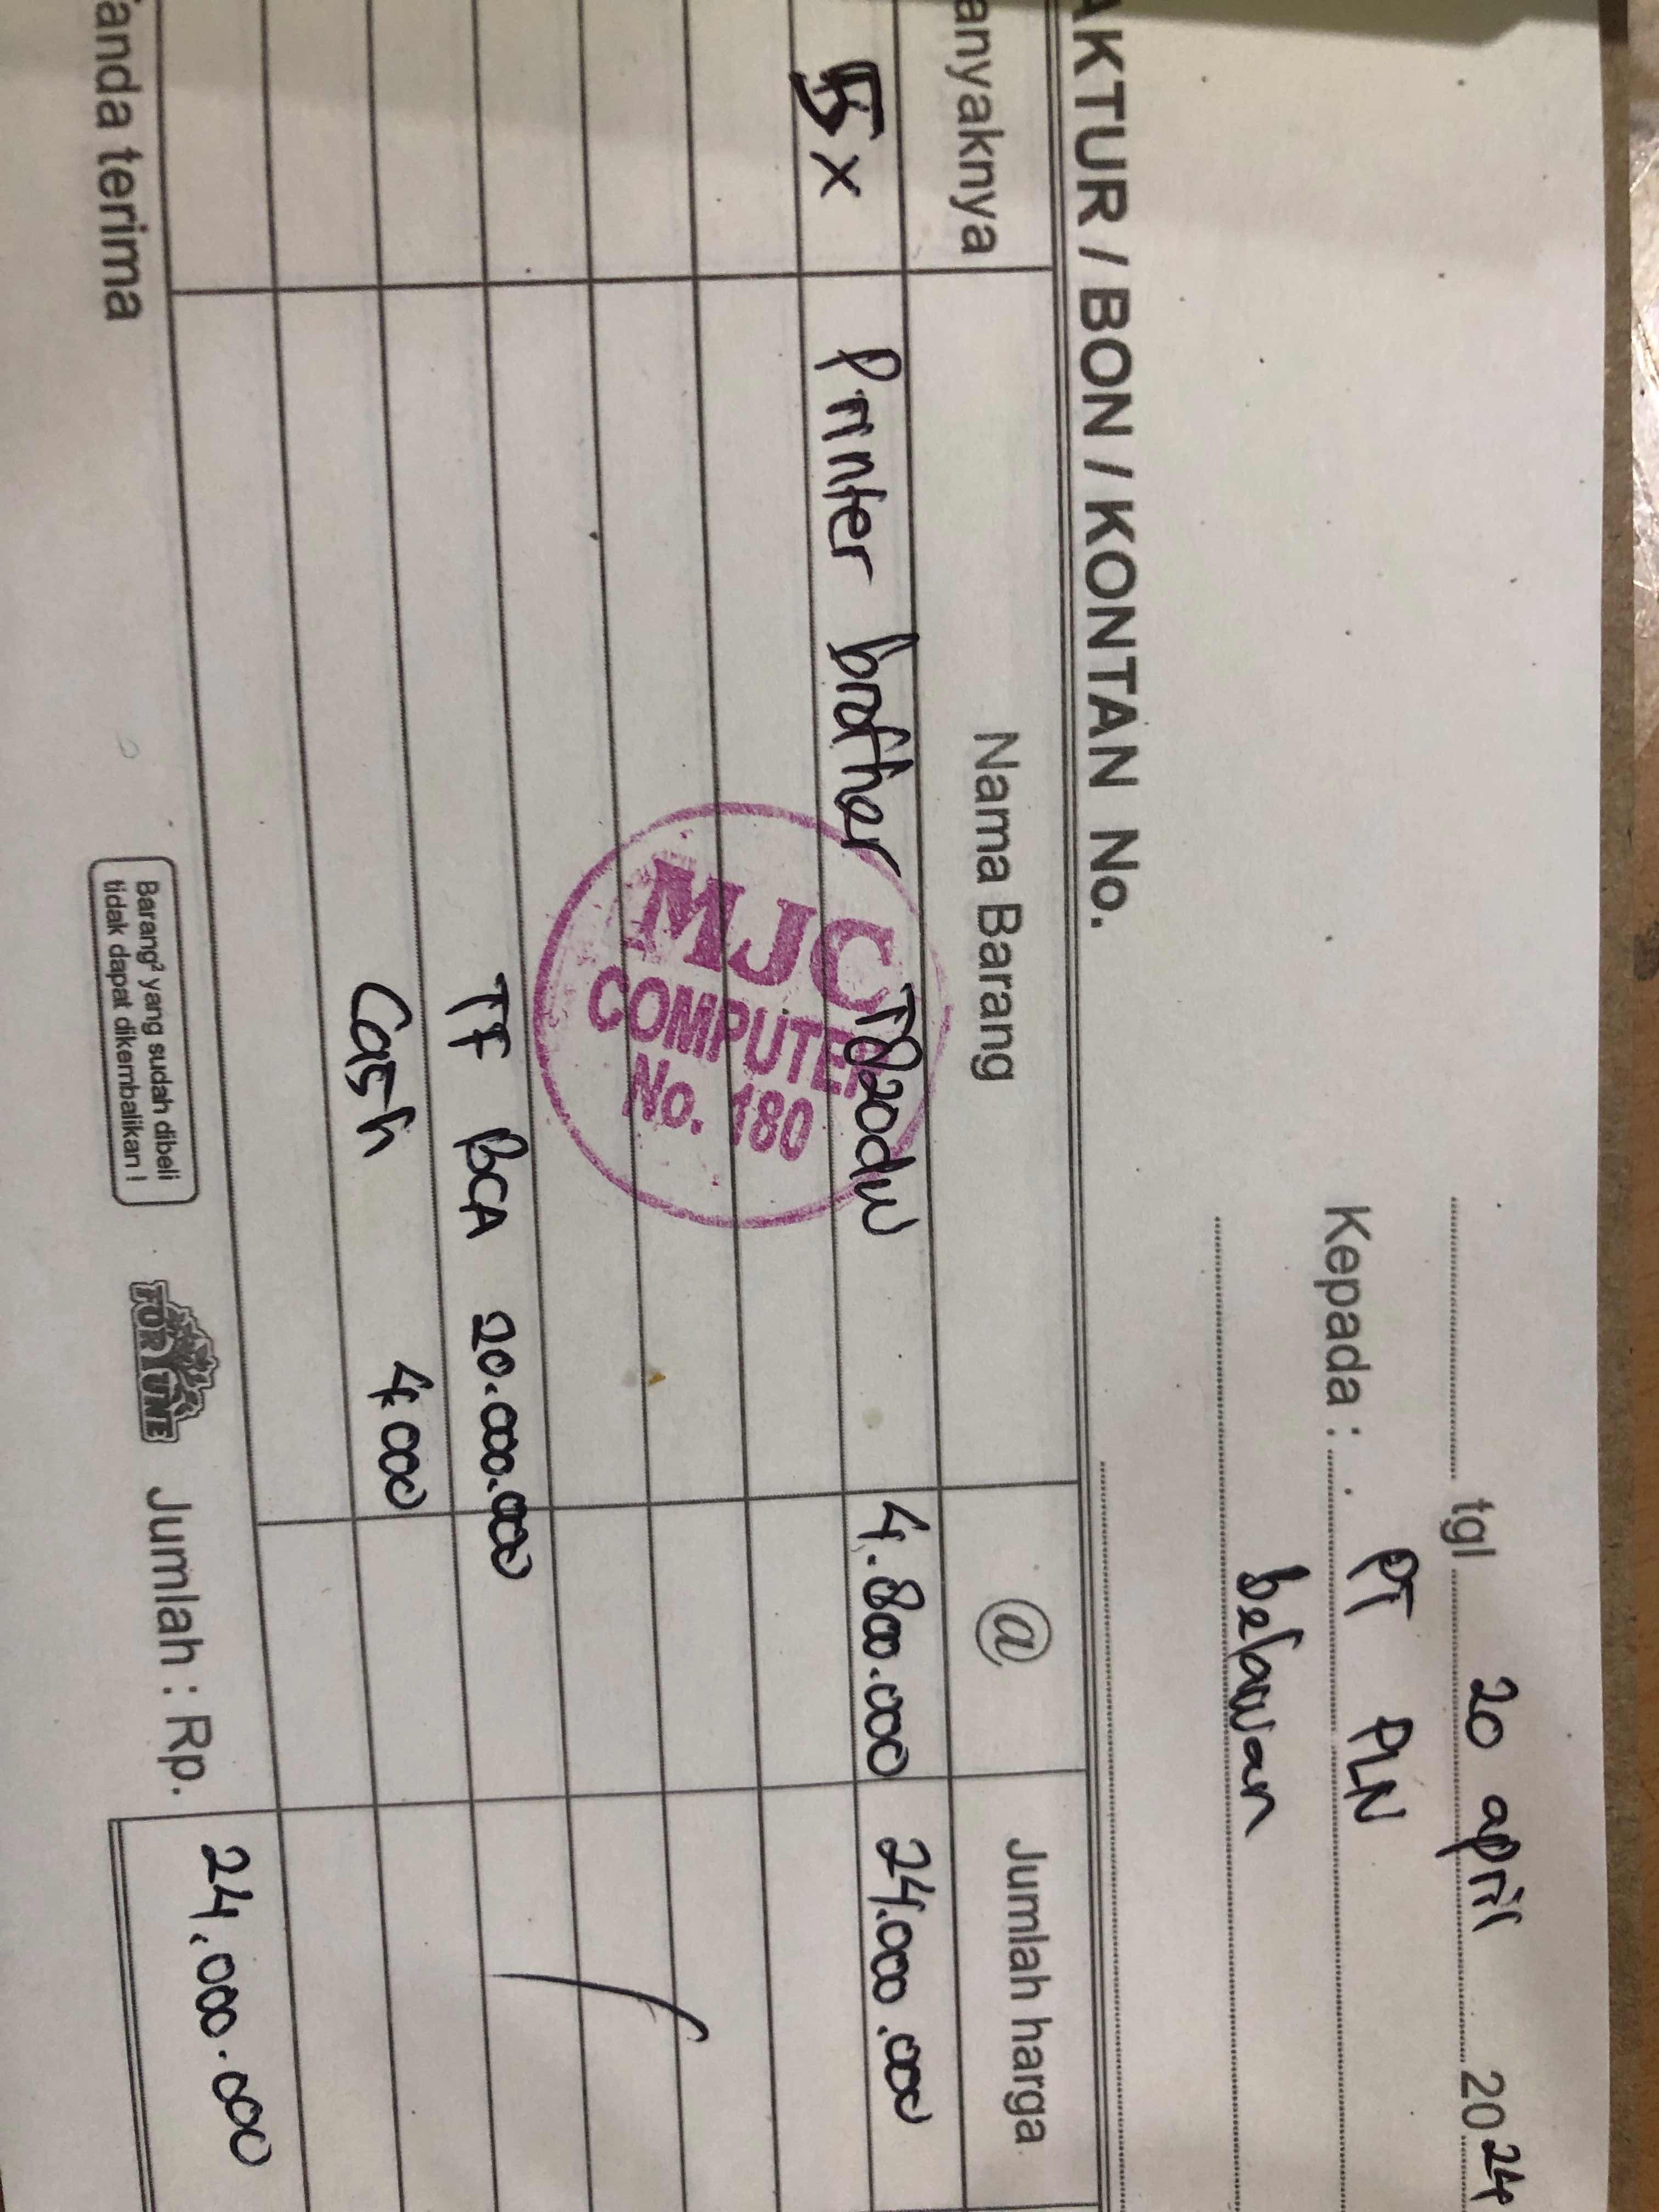 tgl 20 april 2024
Kepada : PT PLN
belawan
AKTUR / BON / KONTAN No.
anyaknya Nama Barang @ Jumlah harga
5x Printer brother T820dw 4.800.000 24.000.000
MJC
COMPUTER
No. 180
TF BCA 20.000.000
Cash 4 000
anda terima
Barang² yang sudah dibeli
tidak dapat dikembalikan !
FORTUNE
Jumlah : Rp. 24.000.000